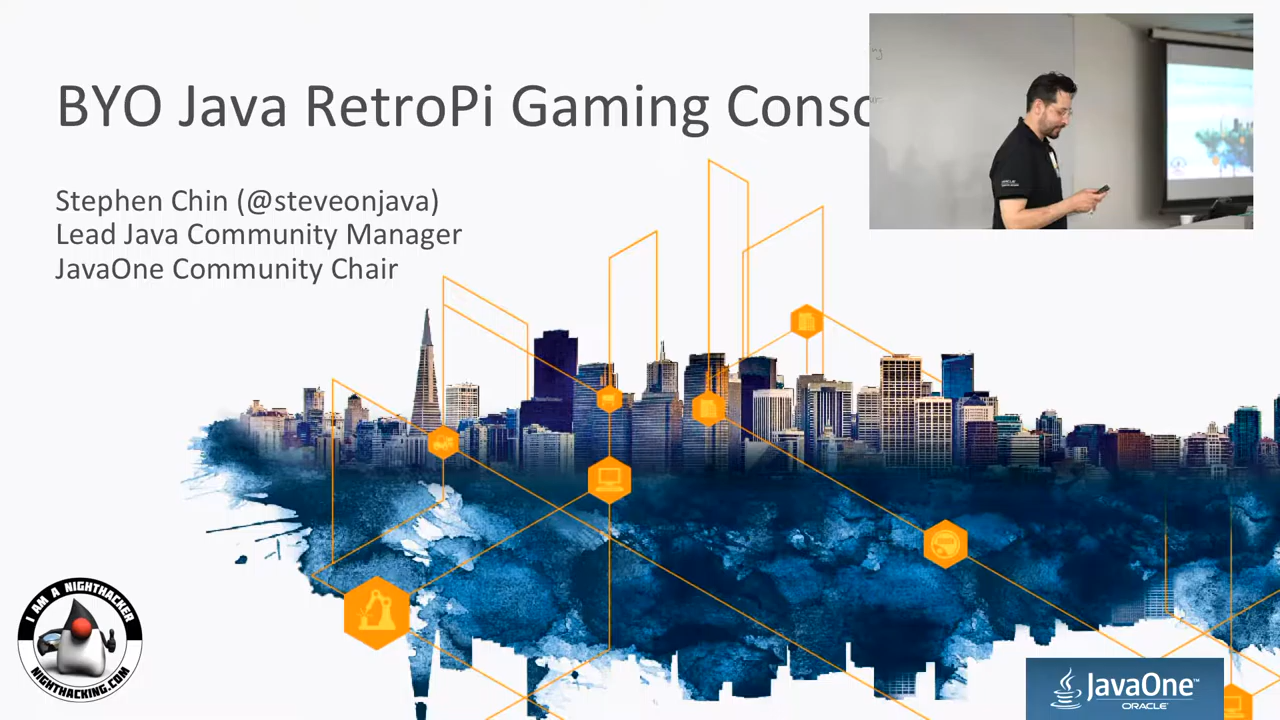 BYO Java RetroPi Gaming Conso
Stephen Chin (@steveonjava)
Lead Java Community Manager
JavaOne Community Chair
I AM A NIGHTHACKER
NIGHTHACKING.COM
JavaOne™
ORACLE®